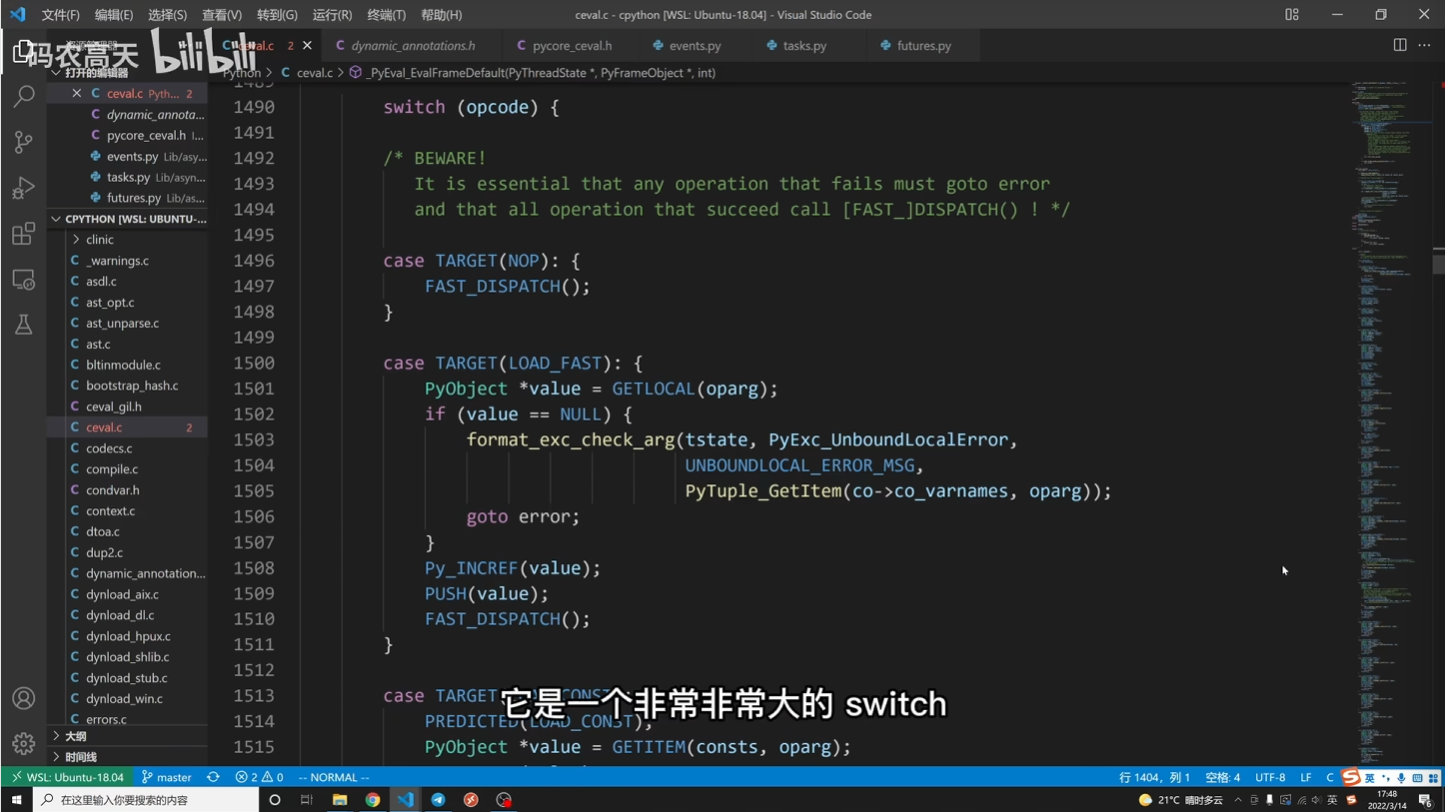 文件(F) 编辑(E) 选择(S) 查看(V) 转到(G) 运行(R) 终端(T) 帮助(H)
ceval.c - cpython [WSL: Ubuntu-18.04] - Visual Studio Code
码农高天 bilibili
ceval.c 2
dynamic_annotations.h
pycore_ceval.h
events.py
tasks.py
futures.py
打开的编辑器
Python > ceval.c > _PyEval_EvalFrameDefault(PyThreadState *, PyFrameObject *, int)
ceval.c Pyth... 2
dynamic_annota...
pycore_ceval.h I...
events.py Lib/asy...
tasks.py Lib/asyn...
futures.py Lib/as...
CPYTHON [WSL: UBUNTU-...
clinic
_warnings.c
asdl.c
ast_opt.c
ast_unparse.c
ast.c
bltinmodule.c
bootstrap_hash.c
ceval_gil.h
ceval.c 2
codecs.c
compile.c
condvar.h
context.c
dtoa.c
dup2.c
dynamic_annotation...
dynload_aix.c
dynload_dl.c
dynload_hpux.c
dynload_shlib.c
dynload_stub.c
dynload_win.c
errors.c
大纲
时间线
1489
1490 switch (opcode) {
1491
1492 /* BEWARE!
1493 It is essential that any operation that fails must goto error
1494 and that all operation that succeed call [FAST_]DISPATCH() ! */
1495
1496 case TARGET(NOP): {
1497 FAST_DISPATCH();
1498 }
1499
1500 case TARGET(LOAD_FAST): {
1501 PyObject *value = GETLOCAL(oparg);
1502 if (value == NULL) {
1503 format_exc_check_arg(tstate, PyExc_UnboundLocalError,
1504 UNBOUNDLOCAL_ERROR_MSG,
1505 PyTuple_GetItem(co->co_varnames, oparg));
1506 goto error;
1507 }
1508 Py_INCREF(value);
1509 PUSH(value);
1510 FAST_DISPATCH();
1511 }
1512
1513 case TARGET(LOAD_CONST): {
1514 PREDICTED(LOAD_CONST);
1515 PyObject *value = GETITEM(consts, oparg);
它是一个非常非常大的 switch
WSL: Ubuntu-18.04 master 2 0 -- NORMAL --
行 1404，列 1 空格: 4 UTF-8 LF C
英
在这里输入你要搜索的内容
21°C 晴时多云 英
17:48
2022/3/14